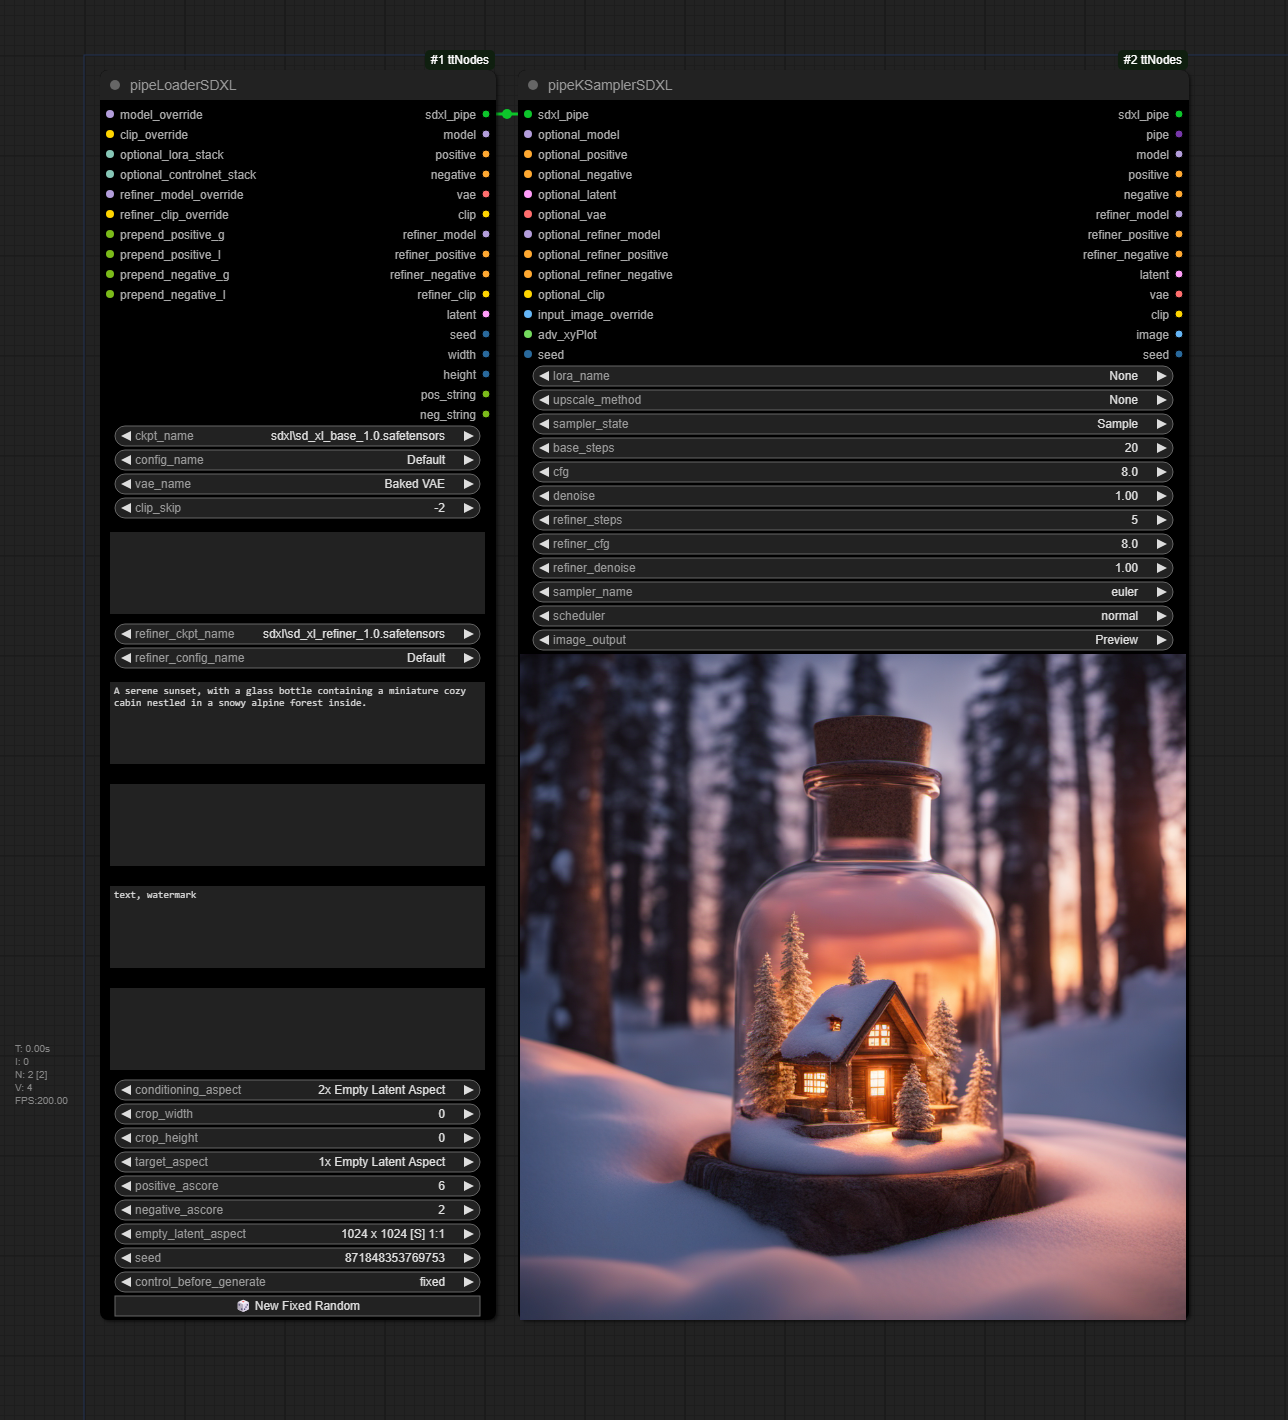 #1 ttNodes
pipeLoaderSDXL
model_override sdxl_pipe
clip_override model
optional_lora_stack positive
optional_controlnet_stack negative
refiner_model_override vae
refiner_clip_override clip
prepend_positive_g refiner_model
prepend_positive_l refiner_positive
prepend_negative_g refiner_negative
prepend_negative_l refiner_clip
latent
seed
width
height
pos_string
neg_string
ckpt_name sdxl\sd_xl_base_1.0.safetensors
config_name Default
vae_name Baked VAE
clip_skip -2
refiner_ckpt_name sdxl\sd_xl_refiner_1.0.safetensors
refiner_config_name Default
A serene sunset, with a glass bottle containing a miniature cozy
cabin nestled in a snowy alpine forest inside.
text, watermark
conditioning_aspect 2x Empty Latent Aspect
crop_width 0
crop_height 0
target_aspect 1x Empty Latent Aspect
positive_ascore 6
negative_ascore 2
empty_latent_aspect 1024 x 1024 [S] 1:1
seed 871848353769753
control_before_generate fixed
New Fixed Random
#2 ttNodes
pipeKSamplerSDXL
sdxl_pipe sdxl_pipe
optional_model pipe
optional_positive model
optional_negative positive
optional_latent negative
optional_vae refiner_model
optional_refiner_model refiner_positive
optional_refiner_positive refiner_negative
optional_refiner_negative latent
optional_clip vae
input_image_override clip
adv_xyPlot image
seed seed
lora_name None
upscale_method None
sampler_state Sample
base_steps 20
cfg 8.0
denoise 1.00
refiner_steps 5
refiner_cfg 8.0
refiner_denoise 1.00
sampler_name euler
scheduler normal
image_output Preview
T: 0.00s
I: 0
N: 2 [2]
V: 4
FPS:200.00